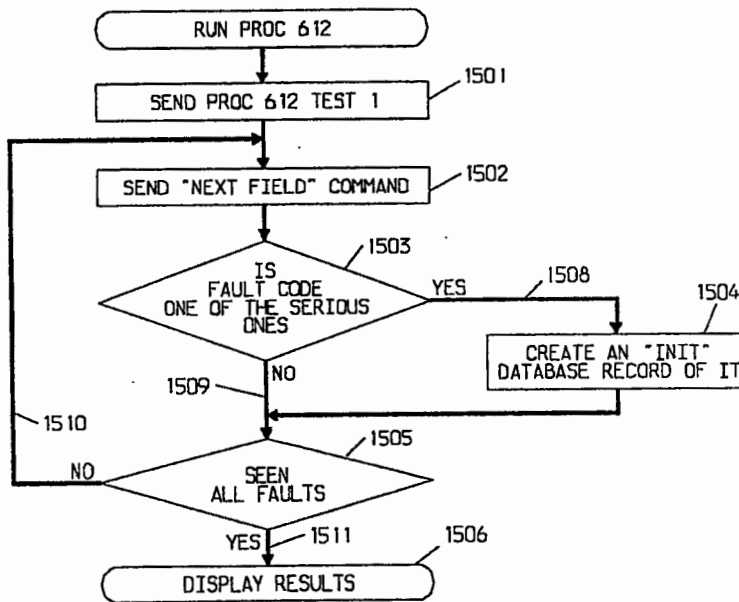 RUN PROC 612
1501
SEND PROC 612 TEST 1
1502
SEND "NEXT FIELD" COMMAND
1503
IS
FAULT CODE
ONE OF THE SERIOUS
ONES
YES
1508
1504
CREATE AN "INIT"
DATABASE RECORD OF IT
NO
1509
1510
1505
NO
SEEN
ALL FAULTS
YES
1511
1506
DISPLAY RESULTS